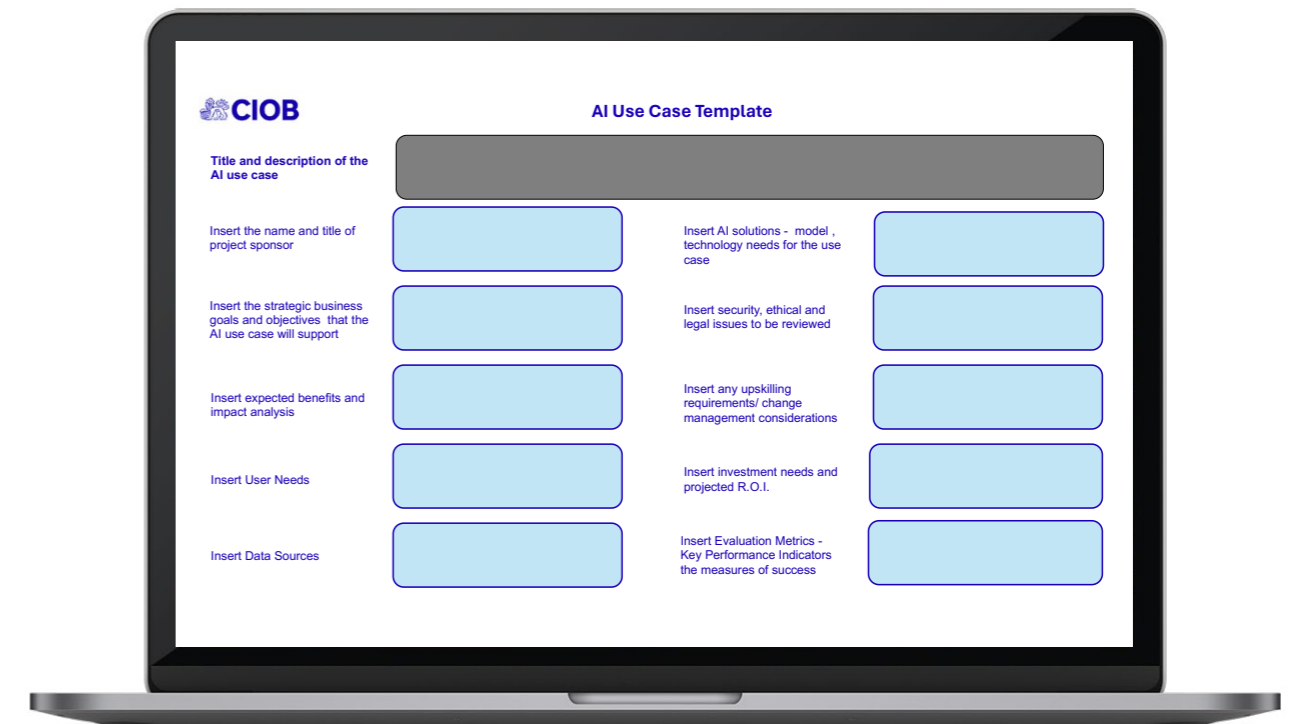 CIOB
AI Use Case Template
Title and description of the
AI use case
Insert the name and title of
project sponsor
Insert AI solutions - model ,
technology needs for the use
case
Insert the strategic business
goals and objectives that the
AI use case will support
Insert security, ethical and
legal issues to be reviewed
Insert expected benefits and
impact analysis
Insert any upskilling
requirements/ change
management considerations
Insert User Needs
Insert investment needs and
projected R.O.I.
Insert Data Sources
Insert Evaluation Metrics -
Key Performance Indicators
the measures of success